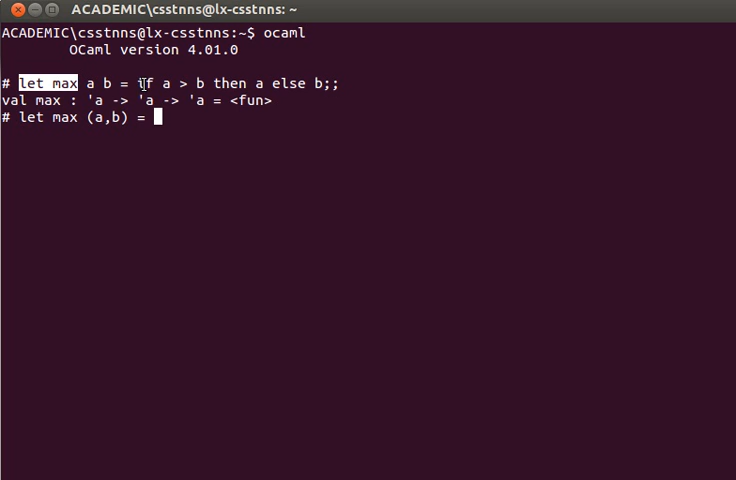 ACADEMIC\csstnns@lx-csstnns: ~
ACADEMIC\csstnns@lx-csstnns:~$ ocaml
OCaml version 4.01.0
# let max a b = if a > b then a else b;;
val max : 'a -> 'a -> 'a = <fun>
# let max (a,b) =